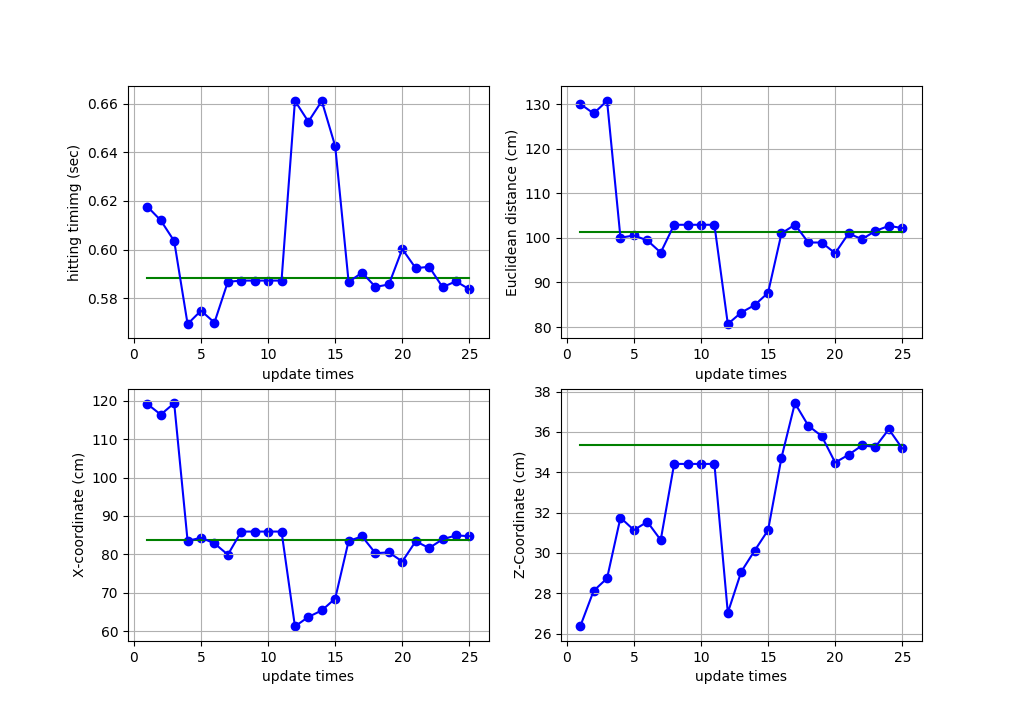 hitting timimg (sec)
0.66
0.64
0.62
0.60
0.58
0 5 10 15 20 25
update times
Euclidean distance (cm)
130
120
110
100
90
80
0 5 10 15 20 25
update times
X-coordinate (cm)
120
110
100
90
80
70
60
0 5 10 15 20 25
update times
Z-Coordinate (cm)
38
36
34
32
30
28
26
0 5 10 15 20 25
update times